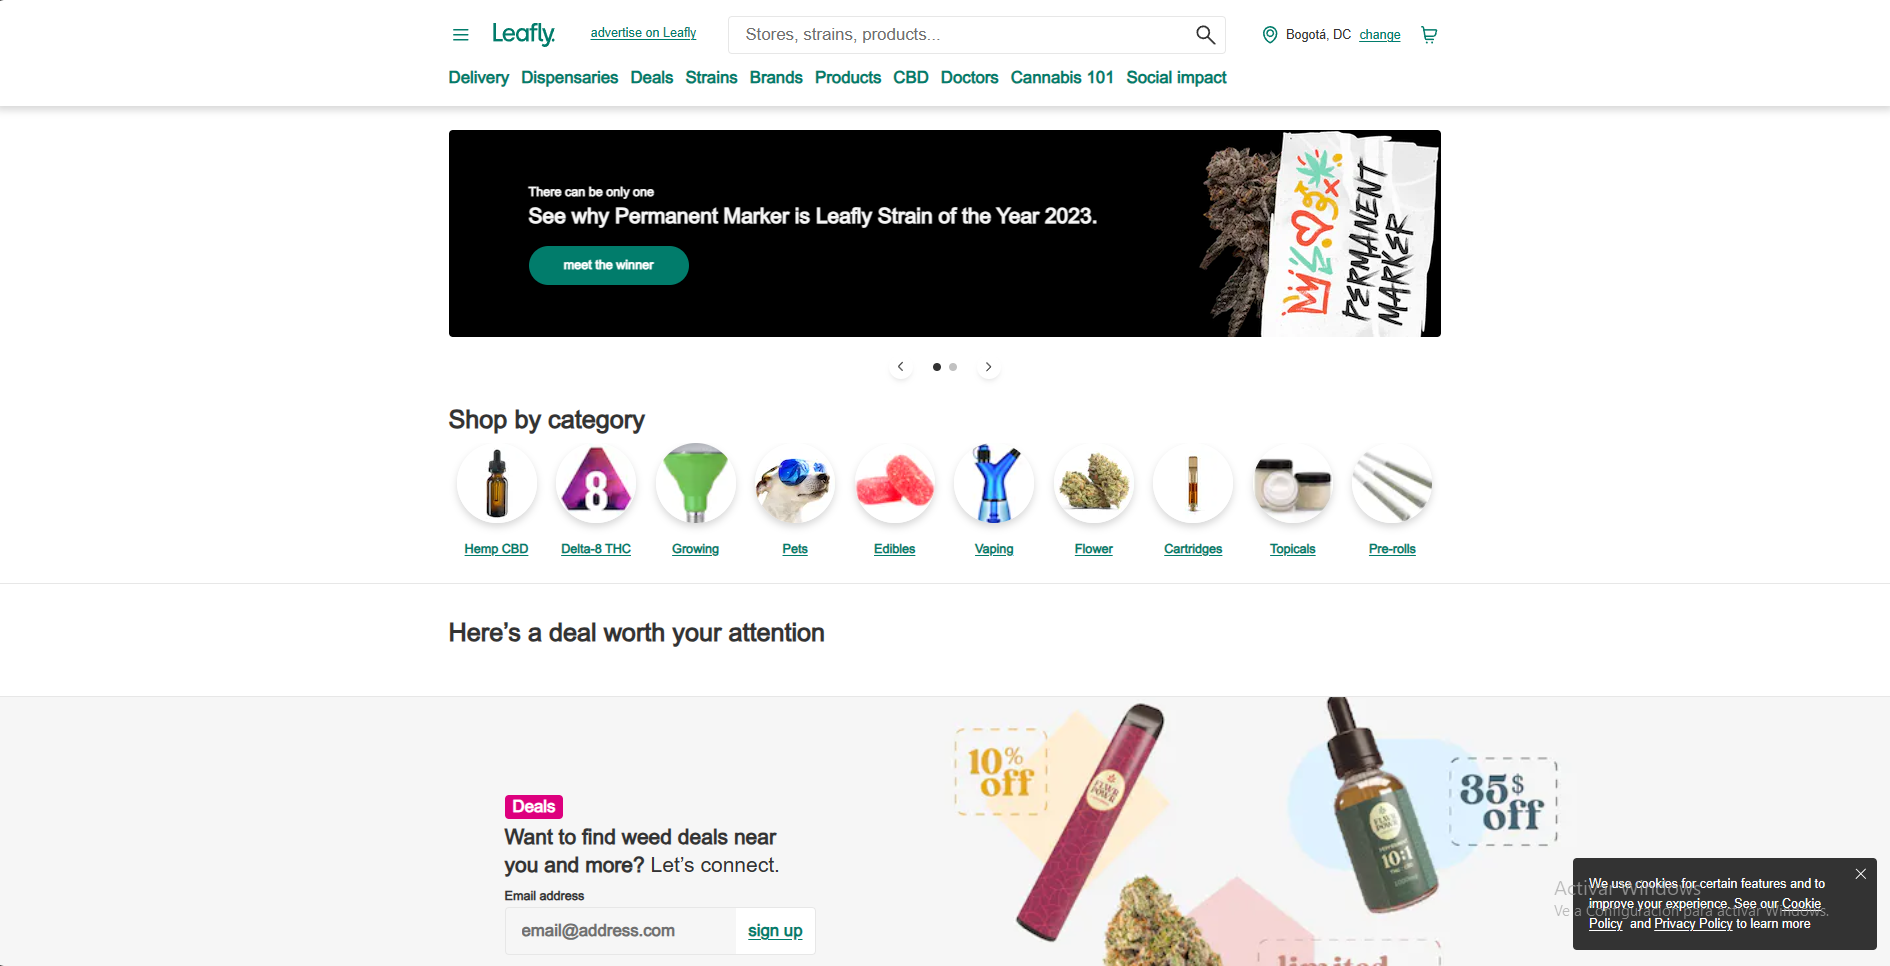 Leafly.
advertise on Leafly
Stores, strains, products...
Bogotá, DC change
Delivery Dispensaries Deals Strains Brands Products CBD Doctors Cannabis 101 Social impact
There can be only one
See why Permanent Marker is Leafly Strain of the Year 2023.
meet the winner
PERMANENT
MARKER
Shop by category
8
Hemp CBD Delta-8 THC Growing Pets Edibles Vaping Flower Cartridges Topicals Pre-rolls
Here’s a deal worth your attention
Deals
Want to find weed deals near
you and more? Let’s connect.
Email address
email@address.com sign up
10%
off
FLWR
POWR
35$
off
FLWR
POWR
10:1
limited
Activar Windows
Ve a Configuración para activar Windows.
We use cookies for certain features and to
improve your experience. See our Cookie
Policy and Privacy Policy to learn more